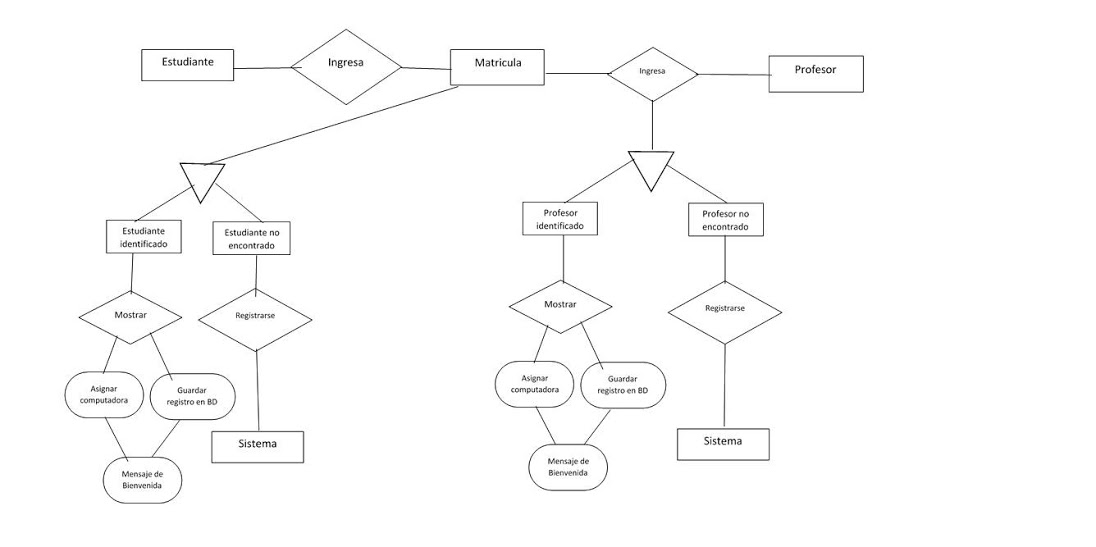 Estudiante
Ingresa
Matricula
Ingresa
Profesor
Estudiante
identificado
Estudiante no
encontrado
Profesor
identificado
Profesor no
encontrado
Mostrar
Registrarse
Mostrar
Registrarse
Asignar
computadora
Guardar
registro en BD
Asignar
computadora
Guardar
registro en BD
Sistema
Sistema
Mensaje de
Bienvenida
Mensaje de
Bienvenida